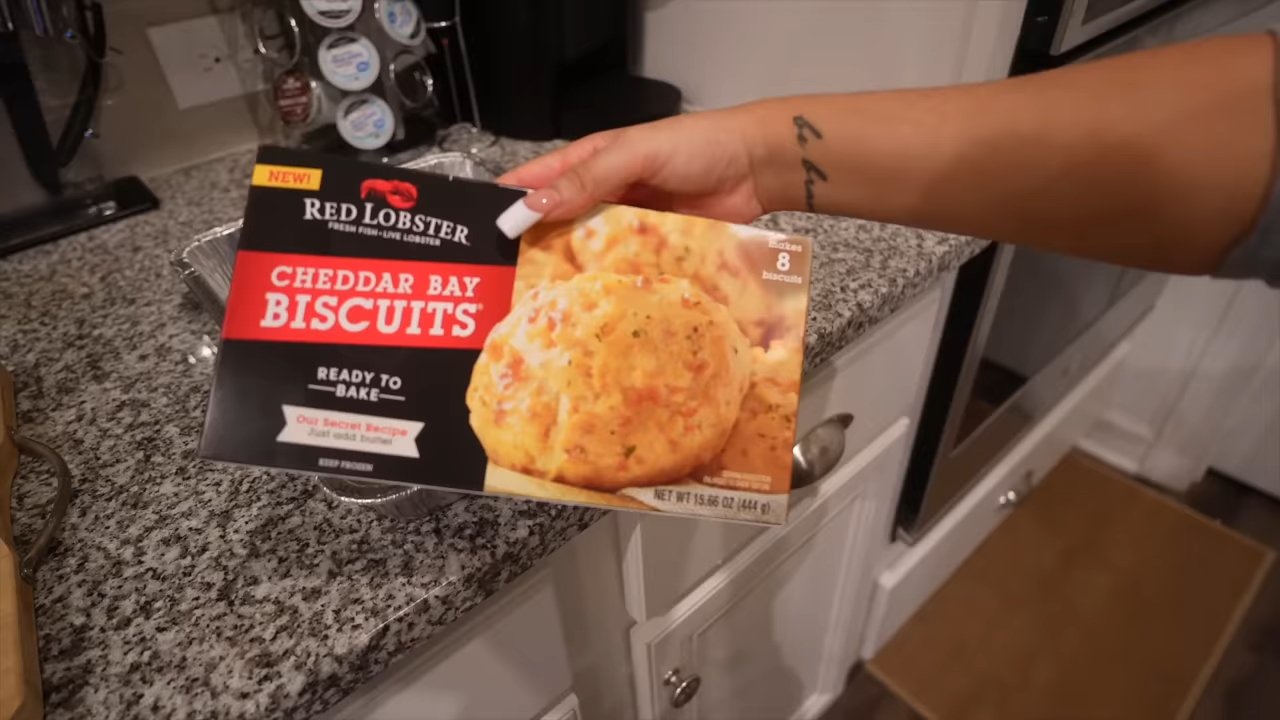 NEW!
RED LOBSTER
FRESH FISH • LIVE LOBSTER
CHEDDAR BAY
BISCUITS®
READY TO
BAKE
Our Secret Recipe
Just add butter
KEEP FROZEN
makes
8
biscuits
NET WT 15.66 OZ (444 g)
be